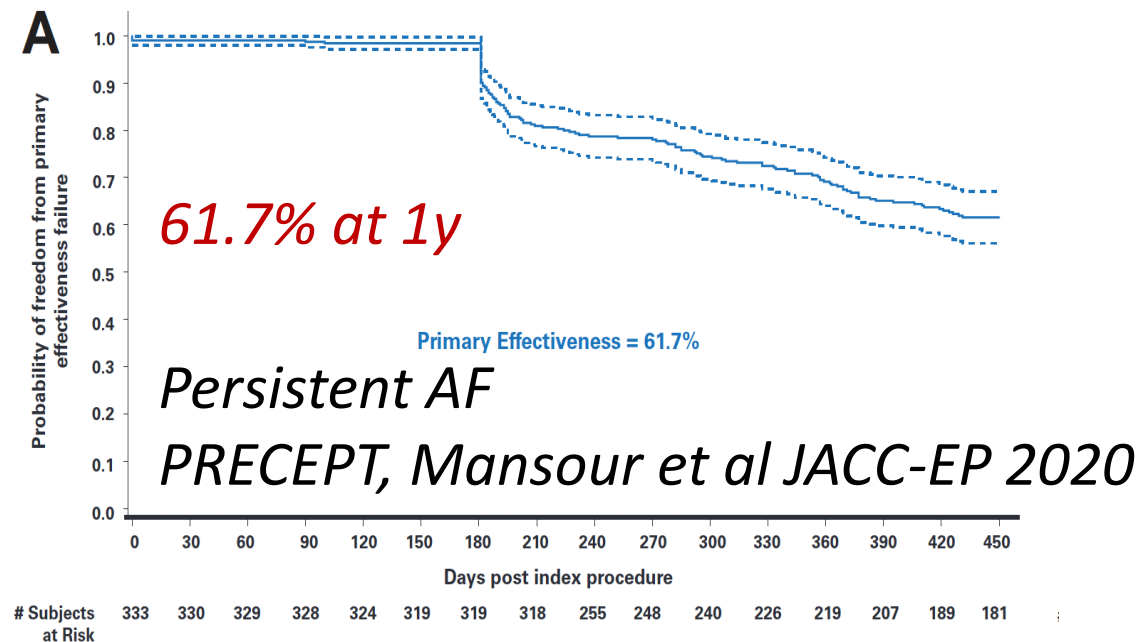 A
Probability of freedom from primary
effectiveness failure
1.0
0.9
0.8
0.7
0.6
0.5
0.4
0.3
0.2
0.1
0.0
61.7% at 1y
Primary Effectiveness = 61.7%
Persistent AF
PRECEPT, Mansour et al JACC-EP 2020
0 30 60 90 120 150 180 210 240 270 300 330 360 390 420 450
Days post index procedure
# Subjects 333 330 329 328 324 319 319 318 255 248 240 226 219 207 189 181
at Risk